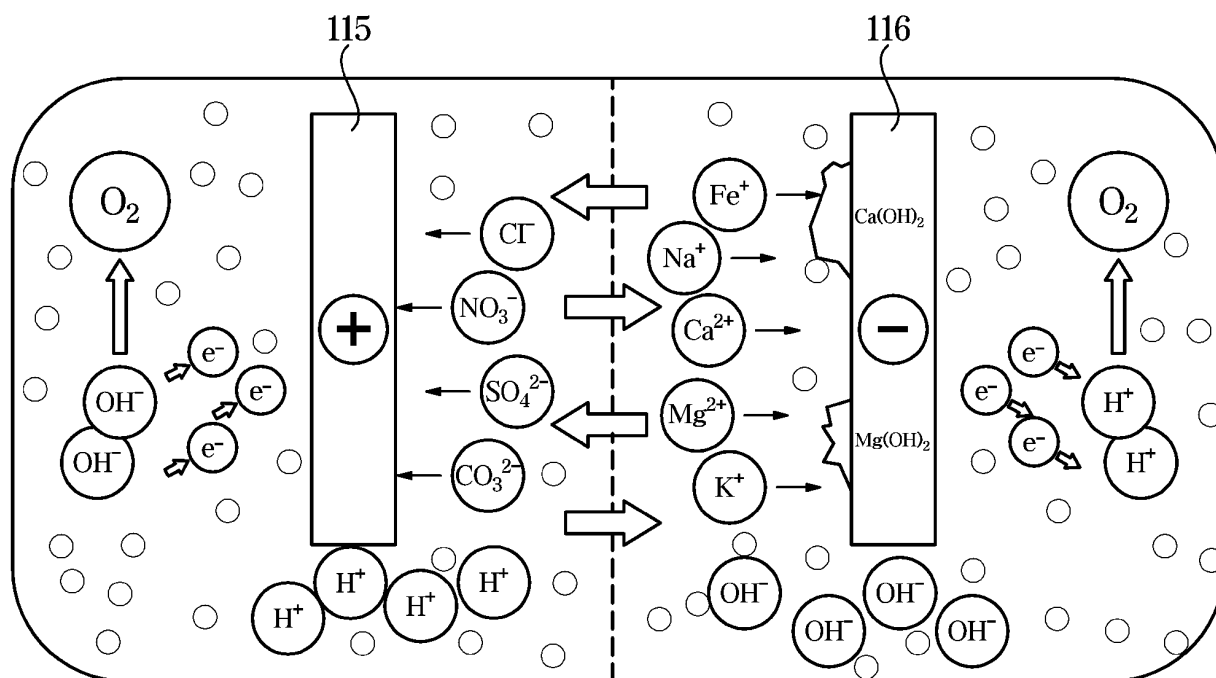 115
116
O₂
OH⁻
OH⁻
e⁻
e⁻
e⁻
+
Cl⁻
NO₃⁻
SO₄²⁻
CO₃²⁻
H⁺
H⁺
H⁺
H⁺
Fe⁺
Na⁺
Ca²⁺
Mg²⁺
K⁺
Ca(OH)₂
−
Mg(OH)₂
OH⁻
OH⁻
OH⁻
OH⁻
O₂
e⁻
e⁻
e⁻
H⁺
H⁺